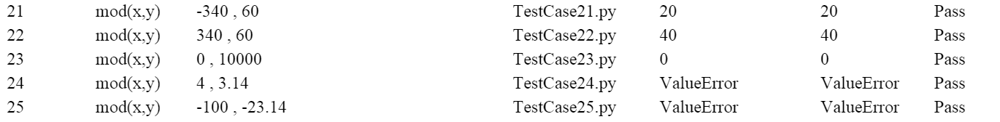 21 mod(x,y) -340 , 60 TestCase21.py 20 20 Pass
22 mod(x,y) 340 , 60 TestCase22.py 40 40 Pass
23 mod(x,y) 0 , 10000 TestCase23.py 0 0 Pass
24 mod(x,y) 4 , 3.14 TestCase24.py ValueError ValueError Pass
25 mod(x,y) -100 , -23.14 TestCase25.py ValueError ValueError Pass